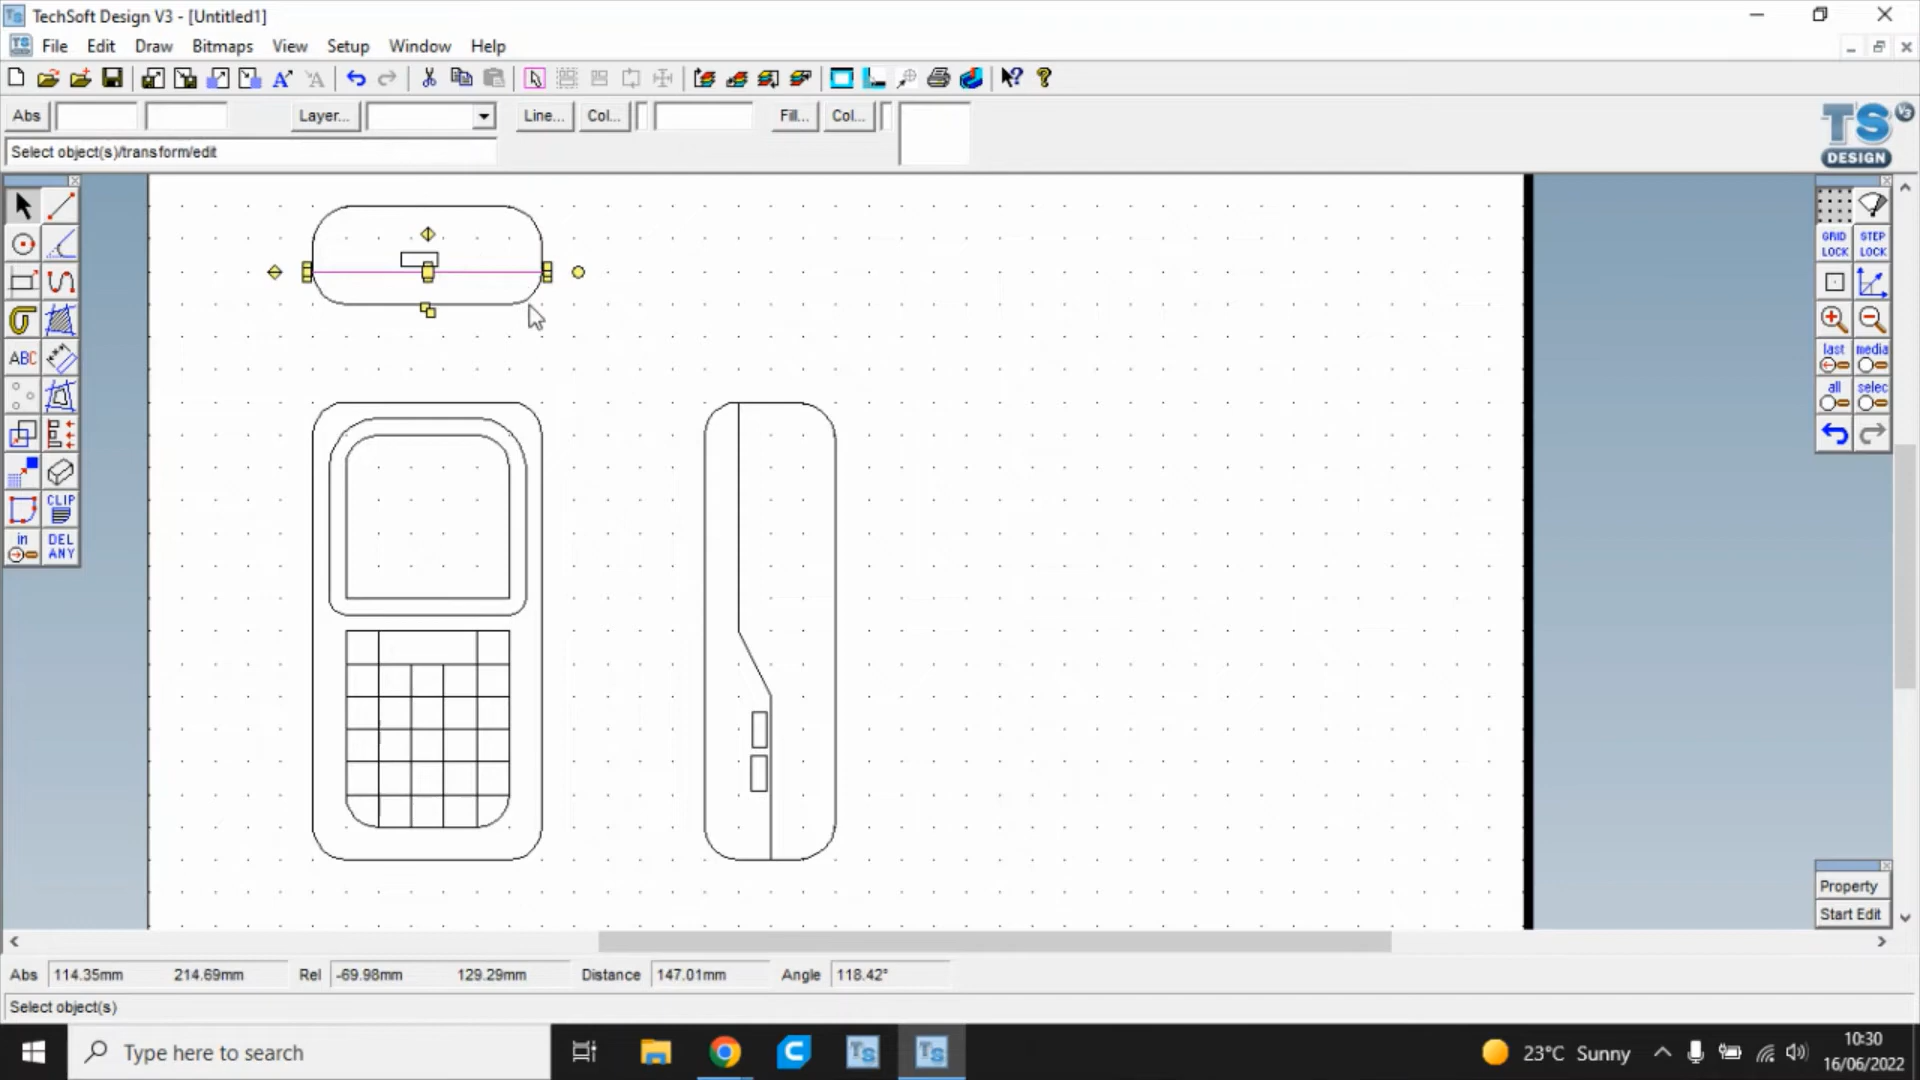 TechSoft Design V3 - [Untitled1]
File Edit Draw Bitmaps View Setup Window Help
Abs Layer... Line... Col... Fill... Col...
Select object(s)/transform/edit
TS V3
DESIGN
GRID LOCK STEP LOCK
ABC
last media
all selec
CLIP
in DEL ANY
Property
Start Edit
Abs 114.35mm 214.69mm Rel -69.98mm 129.29mm Distance 147.01mm Angle 118.42°
Select object(s)
Type here to search
23°C Sunny
10:30
16/06/2022